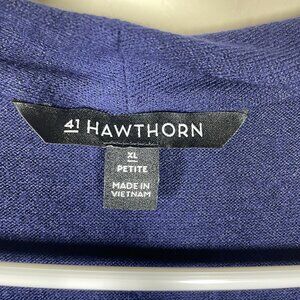 41 HAWTHORN
XL
PETITE
MADE IN
VIETNAM